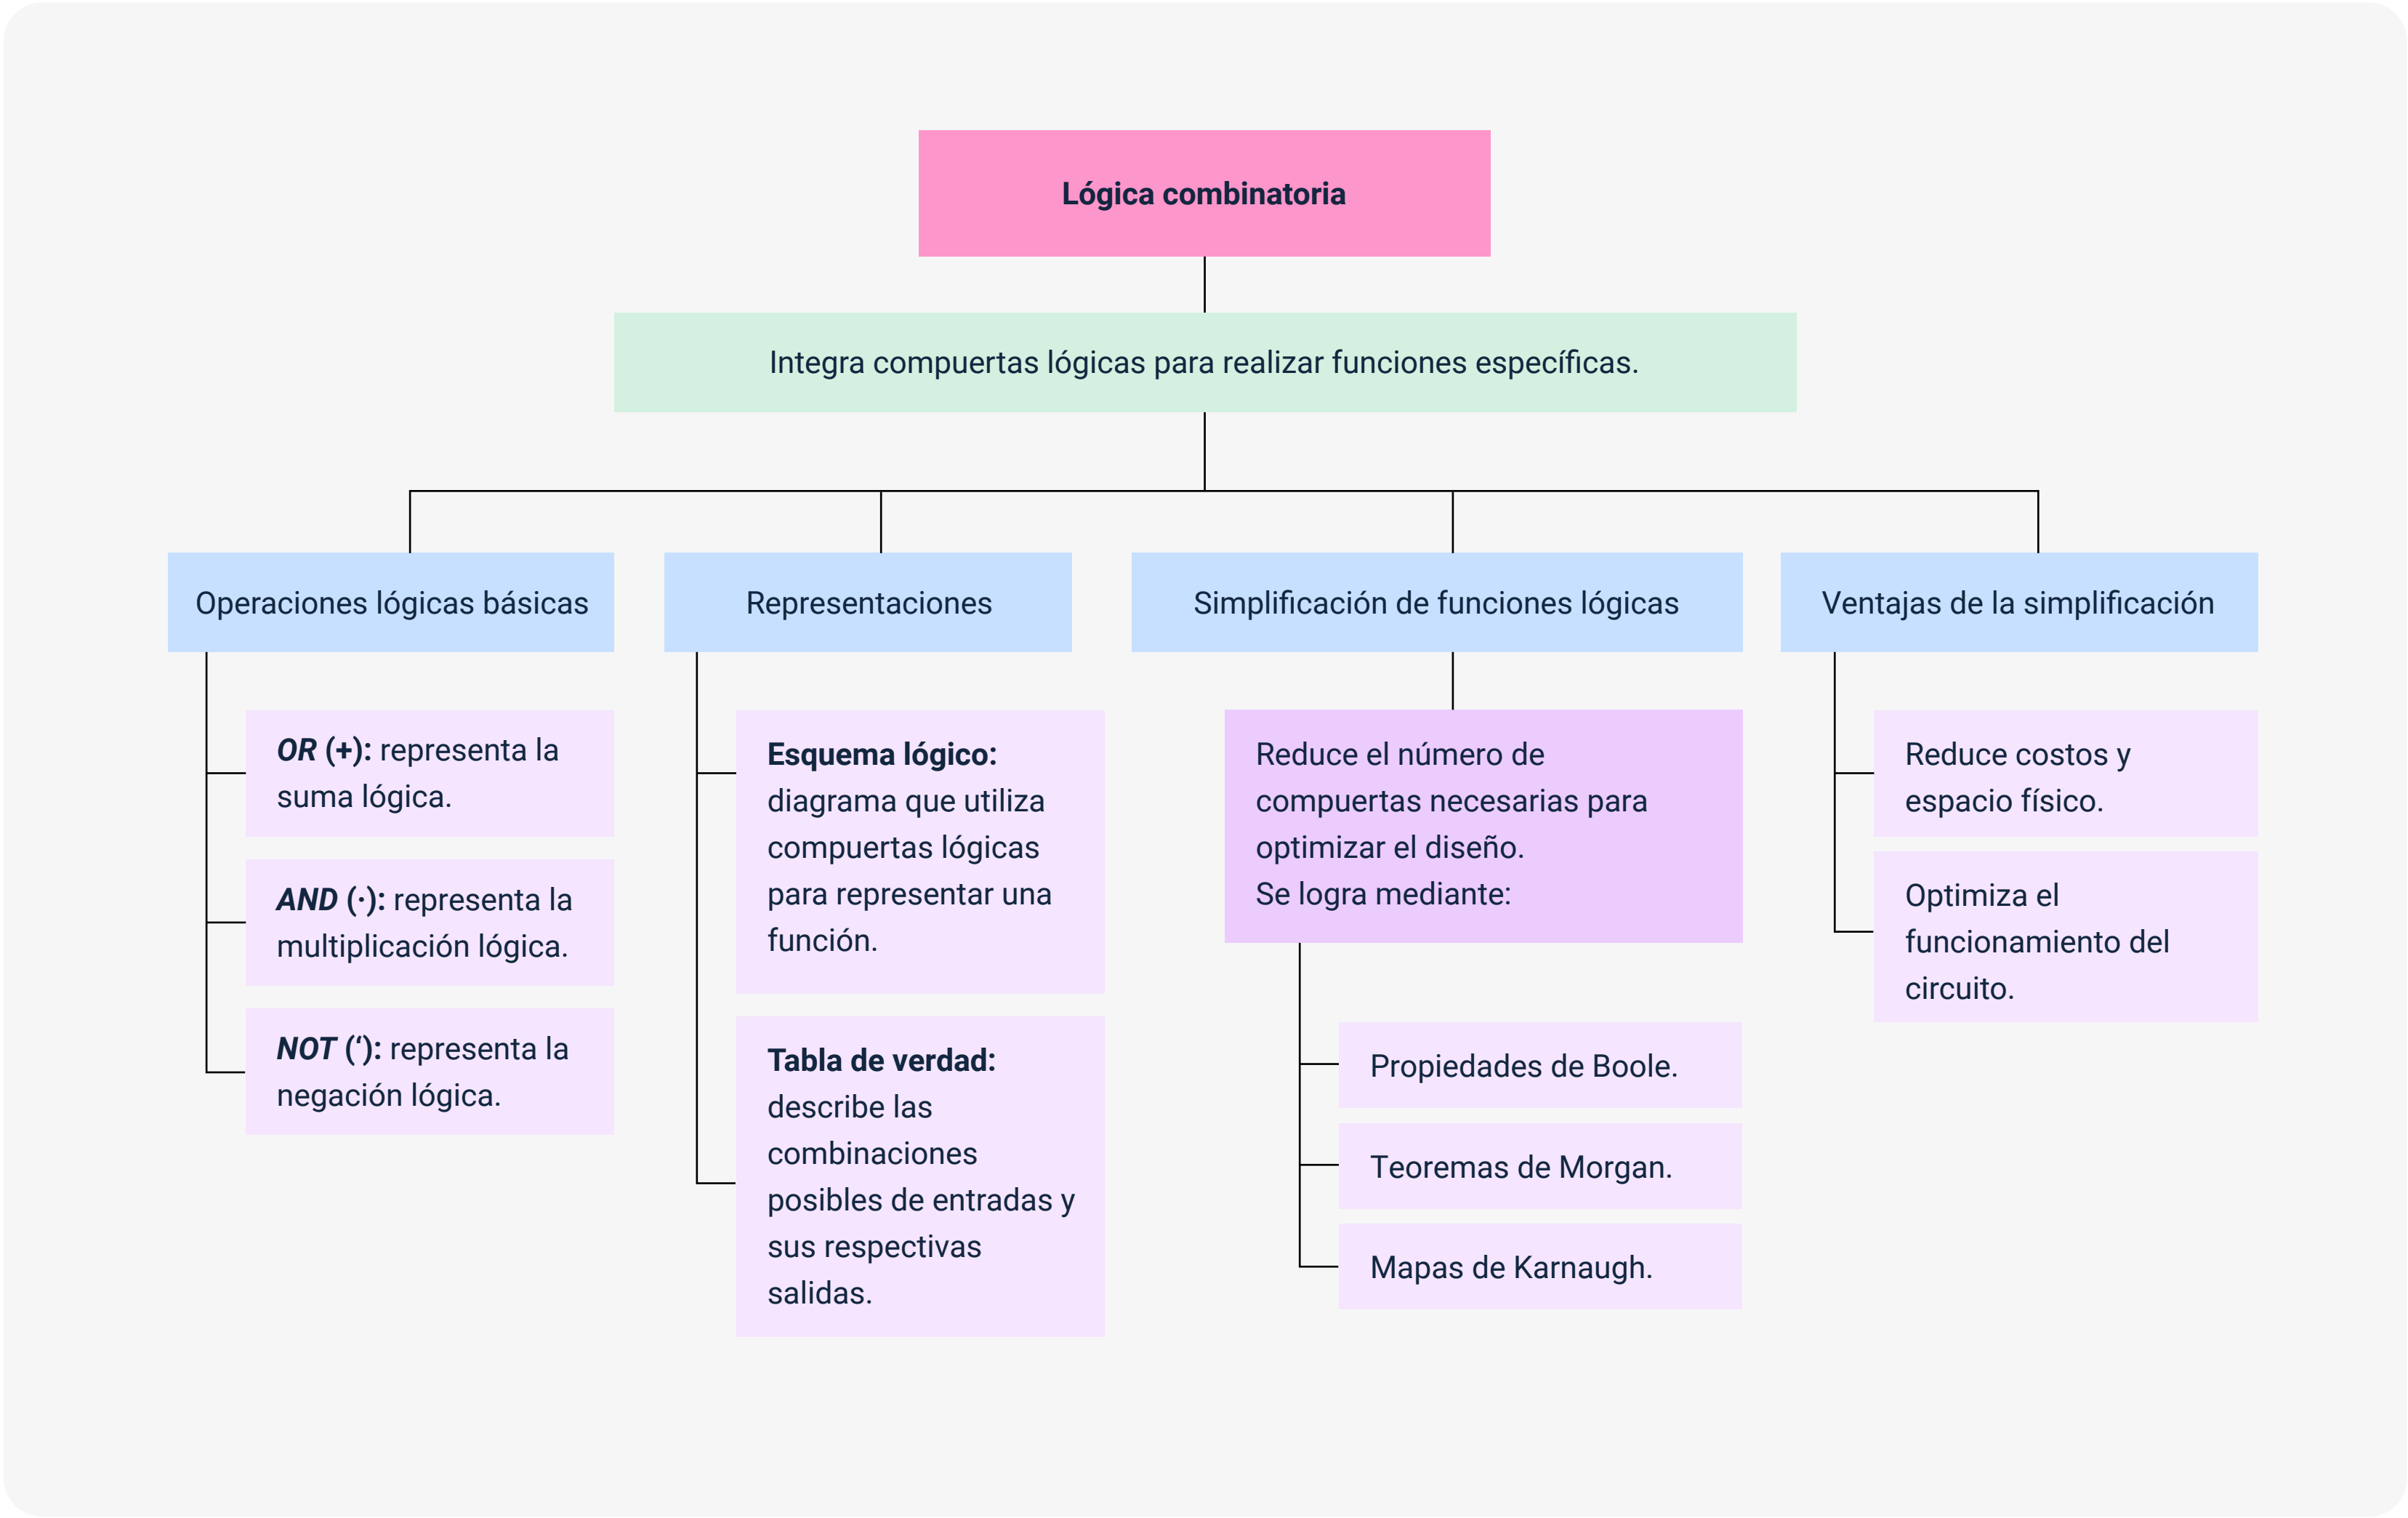 Lógica combinatoria
Integra compuertas lógicas para realizar funciones específicas.
Operaciones lógicas básicas
OR (+): representa la
suma lógica.
AND (·): representa la
multiplicación lógica.
NOT (‘): representa la
negación lógica.
Representaciones
Esquema lógico:
diagrama que utiliza
compuertas lógicas
para representar una
función.
Tabla de verdad:
describe las
combinaciones
posibles de entradas y
sus respectivas
salidas.
Simplificación de funciones lógicas
Reduce el número de
compuertas necesarias para
optimizar el diseño.
Se logra mediante:
Propiedades de Boole.
Teoremas de Morgan.
Mapas de Karnaugh.
Ventajas de la simplificación
Reduce costos y
espacio físico.
Optimiza el
funcionamiento del
circuito.